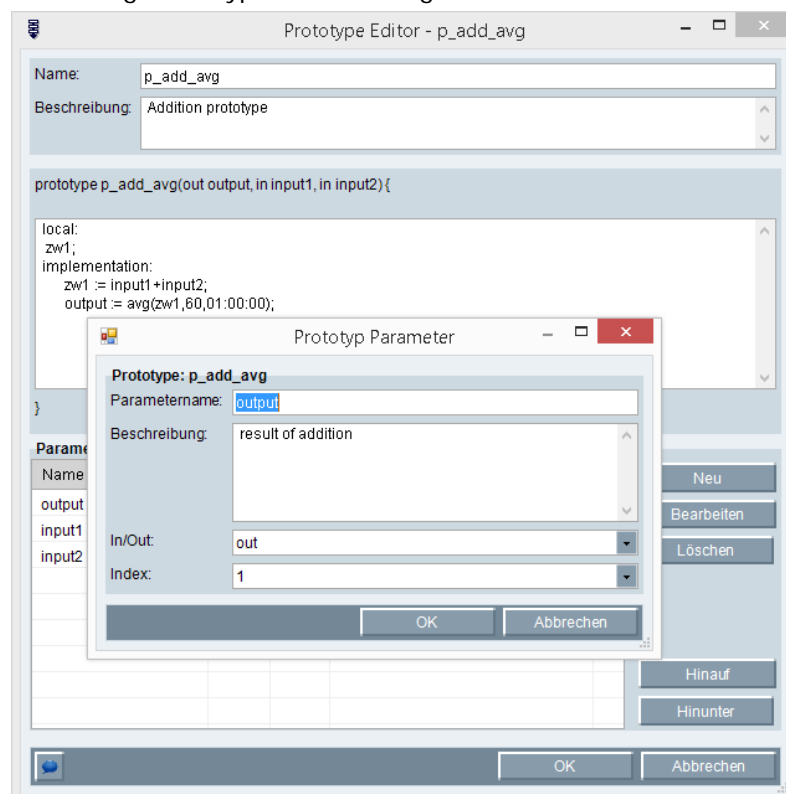 Prototype Editor - p_add_avg
Name: p_add_avg
Beschreibung: Addition prototype
prototype p_add_avg(out output, in input1, in input2) {
local:
zw1;
implementation:
zw1 := input1+input2;
output := avg(zw1,60,01:00:00);
}
Prototyp Parameter
Prototype: p_add_avg
Parametername: output
Beschreibung: result of addition
In/Out: out
Index: 1
OK Abbrechen
Name
output
input1
input2
Neu
Bearbeiten
Löschen
Hinauf
Hinunter
OK Abbrechen